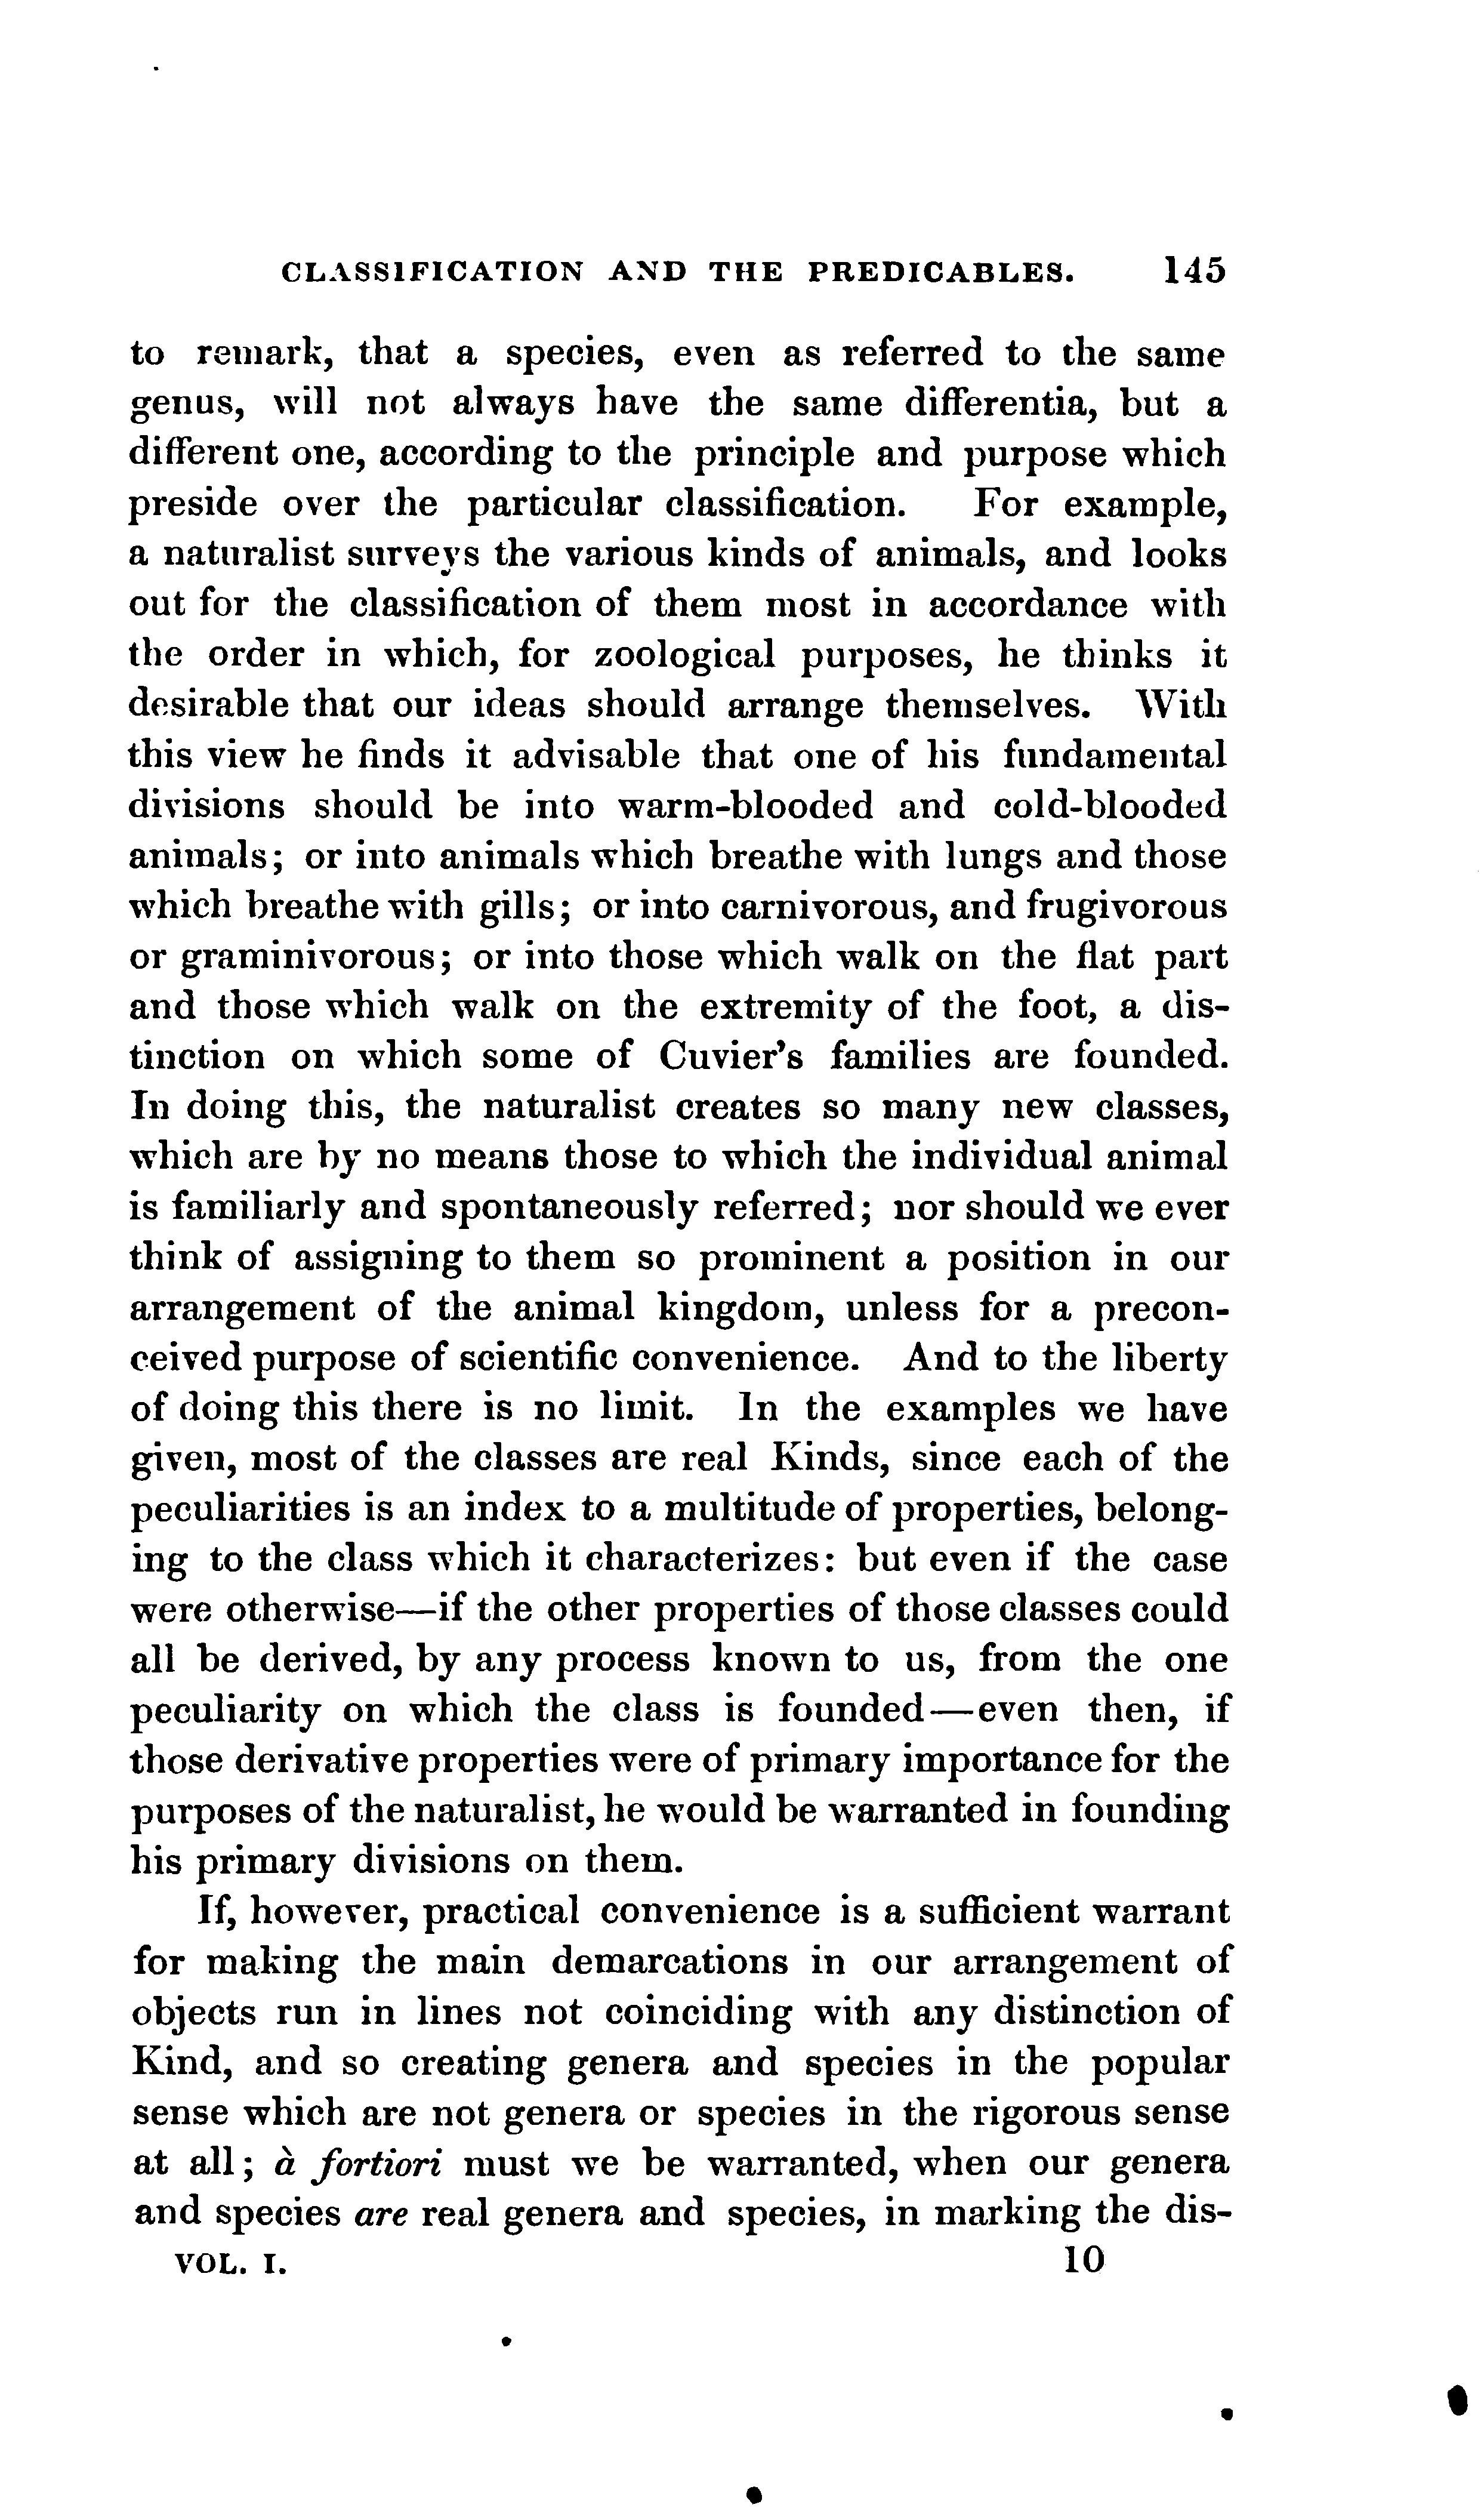 CLASSIFICATION AND THE PREDICABLES. 145
to remark, that a species, even as referred to the same
genus, will not always have the same differentia, but a
different one, according to the principle and purpose which
preside over the particular classification. For example,
a naturalist surveys the various kinds of animals, and looks
out for the classification of them most in accordance with
the order in which, for zoological purposes, he thinks it
desirable that our ideas should arrange themselves. With
this view he finds it advisable that one of his fundamental
divisions should be into warm-blooded and cold-blooded
animals; or into animals which breathe with lungs and those
which breathe with gills; or into carnivorous, and frugivorous
or graminivorous; or into those which walk on the flat part
and those which walk on the extremity of the foot, a dis-
tinction on which some of Cuvier's families are founded.
In doing this, the naturalist creates so many new classes,
which are by no means those to which the individual animal
is familiarly and spontaneously referred; nor should we ever
think of assigning to them so prominent a position in our
arrangement of the animal kingdom, unless for a precon-
ceived purpose of scientific convenience. And to the liberty
of doing this there is no limit. In the examples we have
given, most of the classes are real Kinds, since each of the
peculiarities is an index to a multitude of properties, belong-
ing to the class which it characterizes: but even if the case
were otherwise—if the other properties of those classes could
all be derived, by any process known to us, from the one
peculiarity on which the class is founded—even then, if
those derivative properties were of primary importance for the
purposes of the naturalist, he would be warranted in founding
his primary divisions on them.
If, however, practical convenience is a sufficient warrant
for making the main demarcations in our arrangement of
objects run in lines not coinciding with any distinction of
Kind, and so creating genera and species in the popular
sense which are not genera or species in the rigorous sense
at all; à fortiori must we be warranted, when our genera
and species are real genera and species, in marking the dis-
VOL. I. 10